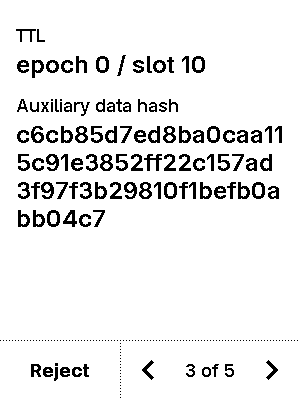 TTL
epoch 0 / slot 10
Auxiliary data hash
c6cb85d7ed8ba0caa11
5c91e3852ff22c157ad
3f97f3b29810f1befb0a
bb04c7
Reject
3 of 5